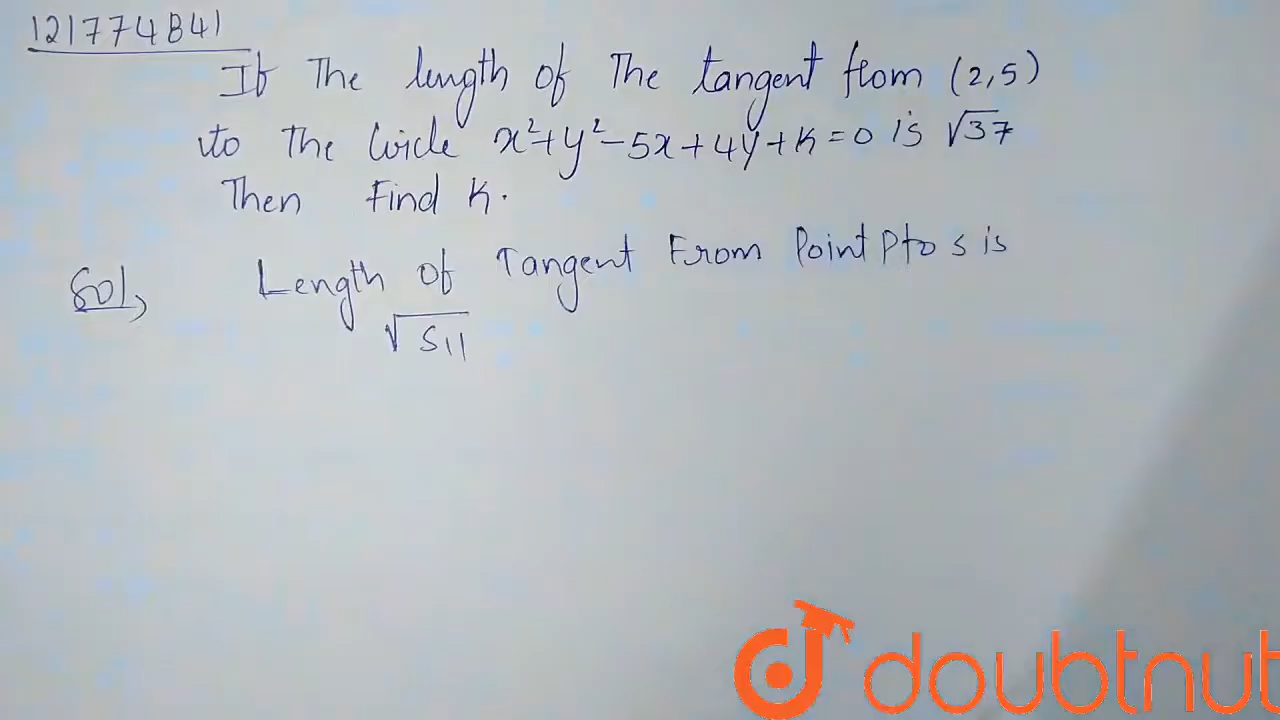 121774841
If The length of The tangent from (2,5)
to The Circle x²+y²-5x+4y+k=0 is √37
Then Find k.
Sol, Length of Tangent From Point P to S is
√S11
doubtnut